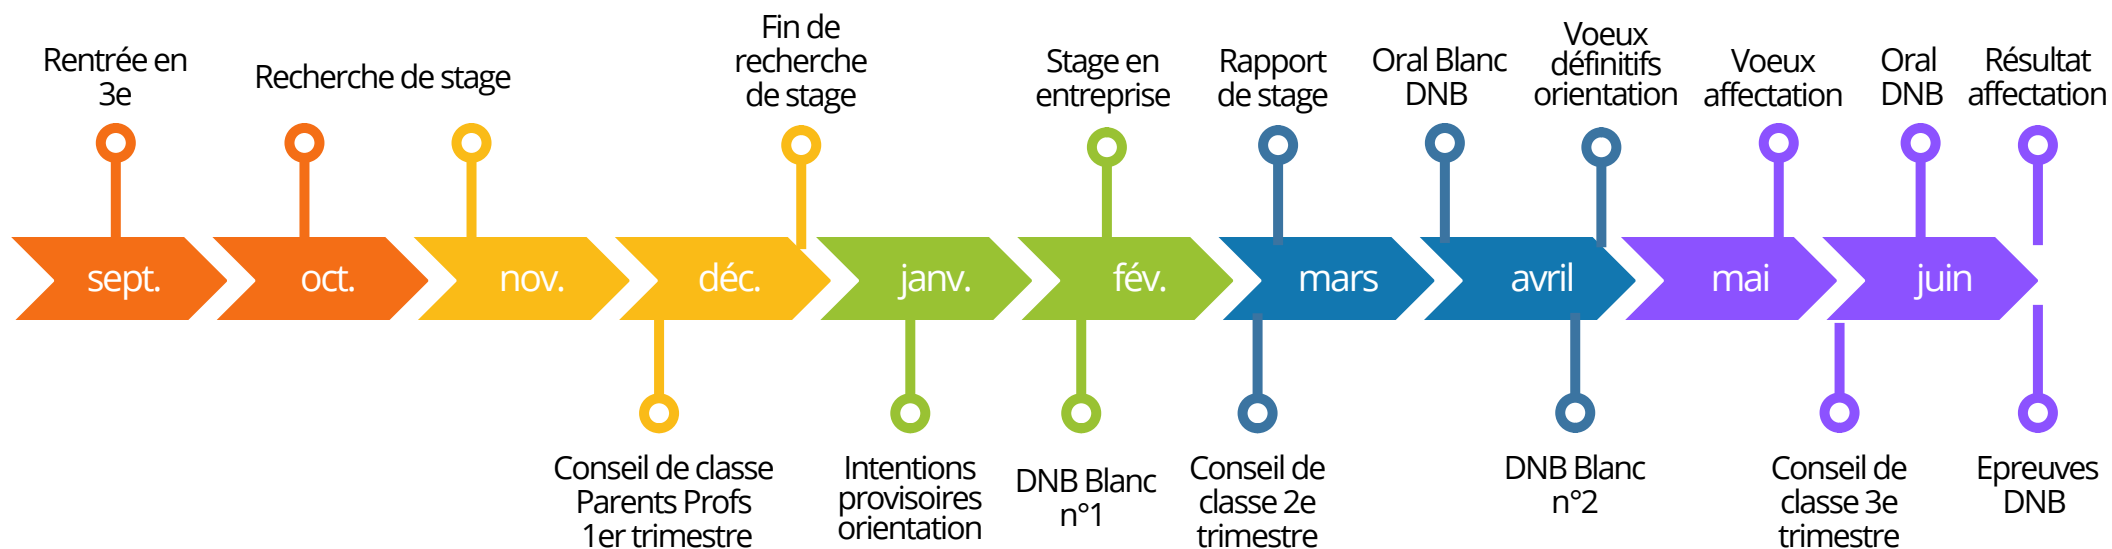 Rentrée en
3e
Recherche de stage
Fin de
recherche
de stage
Stage en
entreprise
Rapport
de stage
Oral Blanc
DNB
Voeux
définitifs
orientation
Voeux
affectation
Oral
DNB
Résultat
affectation
sept.
oct.
nov.
déc.
janv.
fév.
mars
avril
mai
juin
Conseil de classe
Parents Profs
1er trimestre
Intentions
provisoires
orientation
DNB Blanc
n°1
Conseil de
classe 2e
trimestre
DNB Blanc
n°2
Conseil de
classe 3e
trimestre
Epreuves
DNB